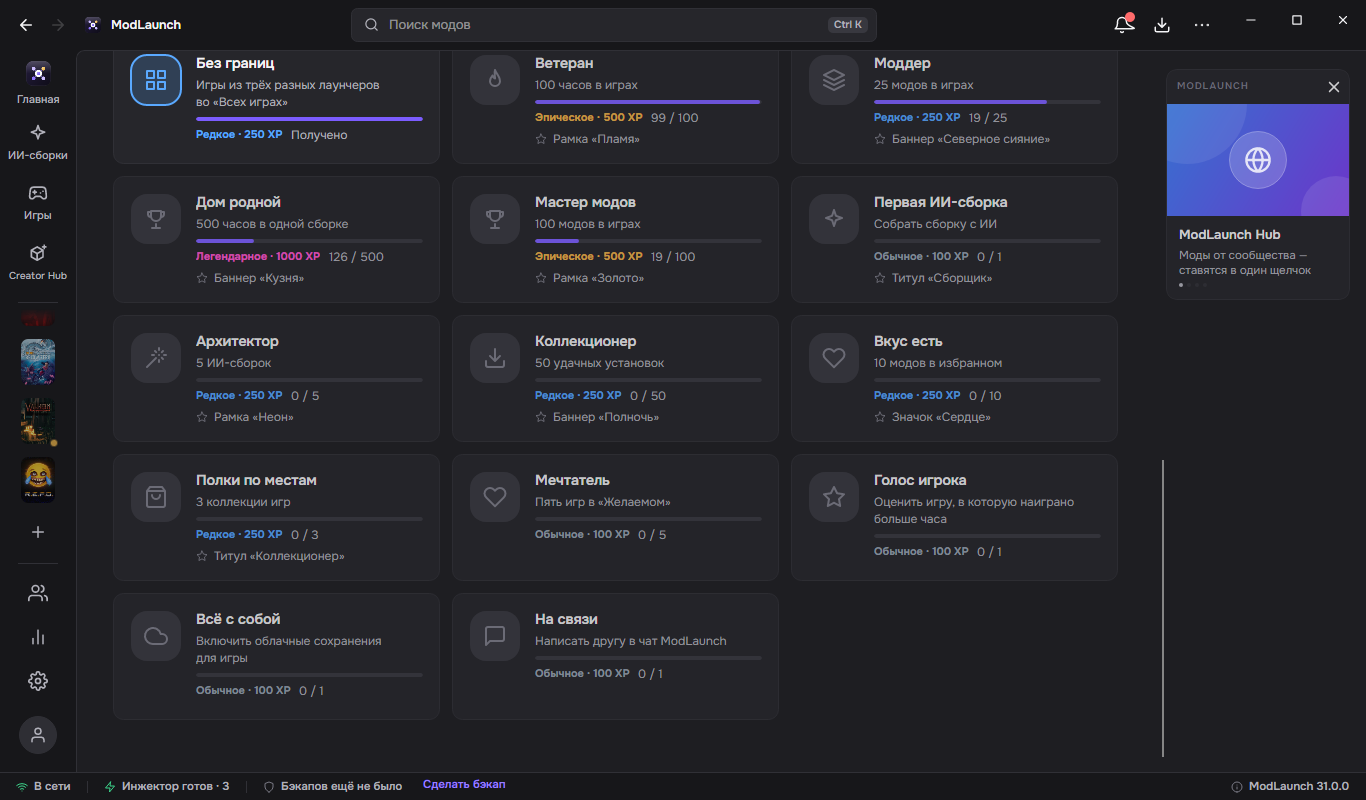 ModLaunch
Поиск модов
Ctrl K
Главная
ИИ-сборки
Игры
Creator Hub
Без границ
Игры из трёх разных лаунчеров
во «Всех играх»
Редкое · 250 XP Получено
Ветеран
100 часов в играх
Эпическое · 500 XP 99 / 100
Рамка «Пламя»
Моддер
25 модов в играх
Редкое · 250 XP 19 / 25
Баннер «Северное сияние»
Дом родной
500 часов в одной сборке
Легендарное · 1000 XP 126 / 500
Баннер «Кузня»
Мастер модов
100 модов в играх
Эпическое · 500 XP 19 / 100
Рамка «Золото»
Первая ИИ-сборка
Собрать сборку с ИИ
Обычное · 100 XP 0 / 1
Титул «Сборщик»
Архитектор
5 ИИ-сборок
Редкое · 250 XP 0 / 5
Рамка «Неон»
Коллекционер
50 удачных установок
Редкое · 250 XP 0 / 50
Баннер «Полночь»
Вкус есть
10 модов в избранном
Редкое · 250 XP 0 / 10
Значок «Сердце»
Полки по местам
3 коллекции игр
Редкое · 250 XP 0 / 3
Титул «Коллекционер»
Мечтатель
Пять игр в «Желаемом»
Обычное · 100 XP 0 / 5
Голос игрока
Оценить игру, в которую наиграно
больше часа
Обычное · 100 XP 0 / 1
Всё с собой
Включить облачные сохранения
для игры
Обычное · 100 XP 0 / 1
На связи
Написать другу в чат ModLaunch
Обычное · 100 XP 0 / 1
MODLAUNCH
ModLaunch Hub
Моды от сообщества —
ставятся в один щелчок
R.E.P.O.
В сети
Инжектор готов · 3
Бэкапов ещё не было
Сделать бэкап
ModLaunch 31.0.0